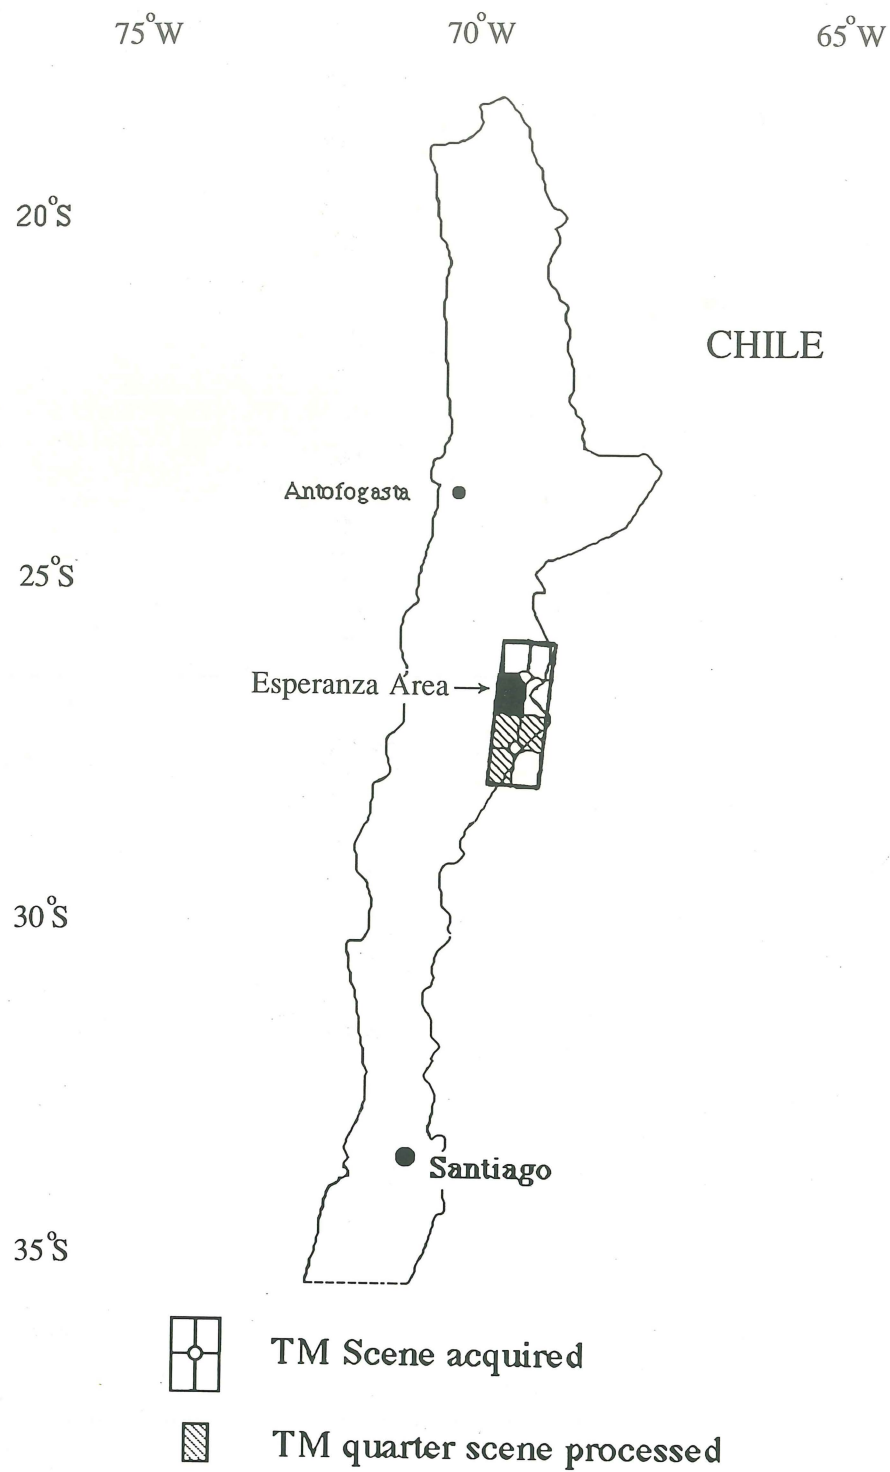 75°W 70°W 65°W
20°S
CHILE
Antofogasta
25°S
Esperanza Area
30°S
Santiago
35°S
TM Scene acquired
TM quarter scene processed